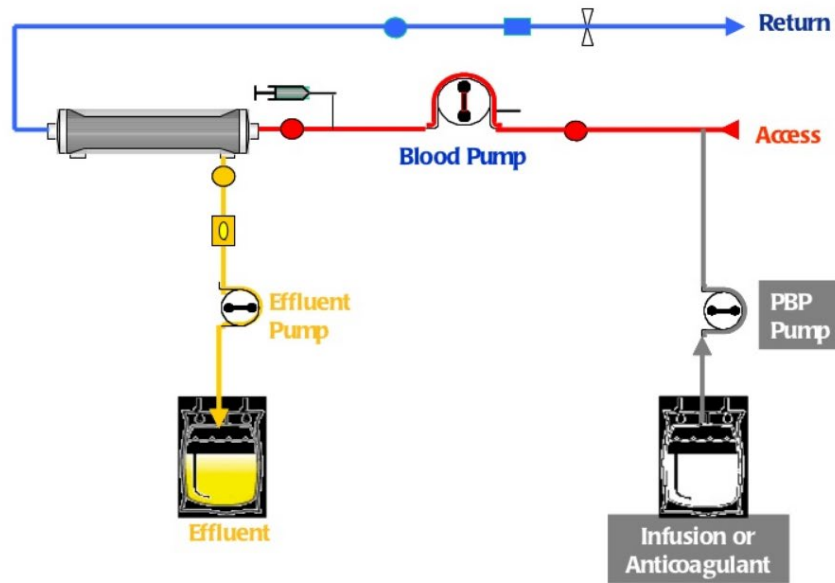 Return
Access
Blood Pump
Effluent
Pump
PBP
Pump
Effluent
Infusion or
Anticoagulant